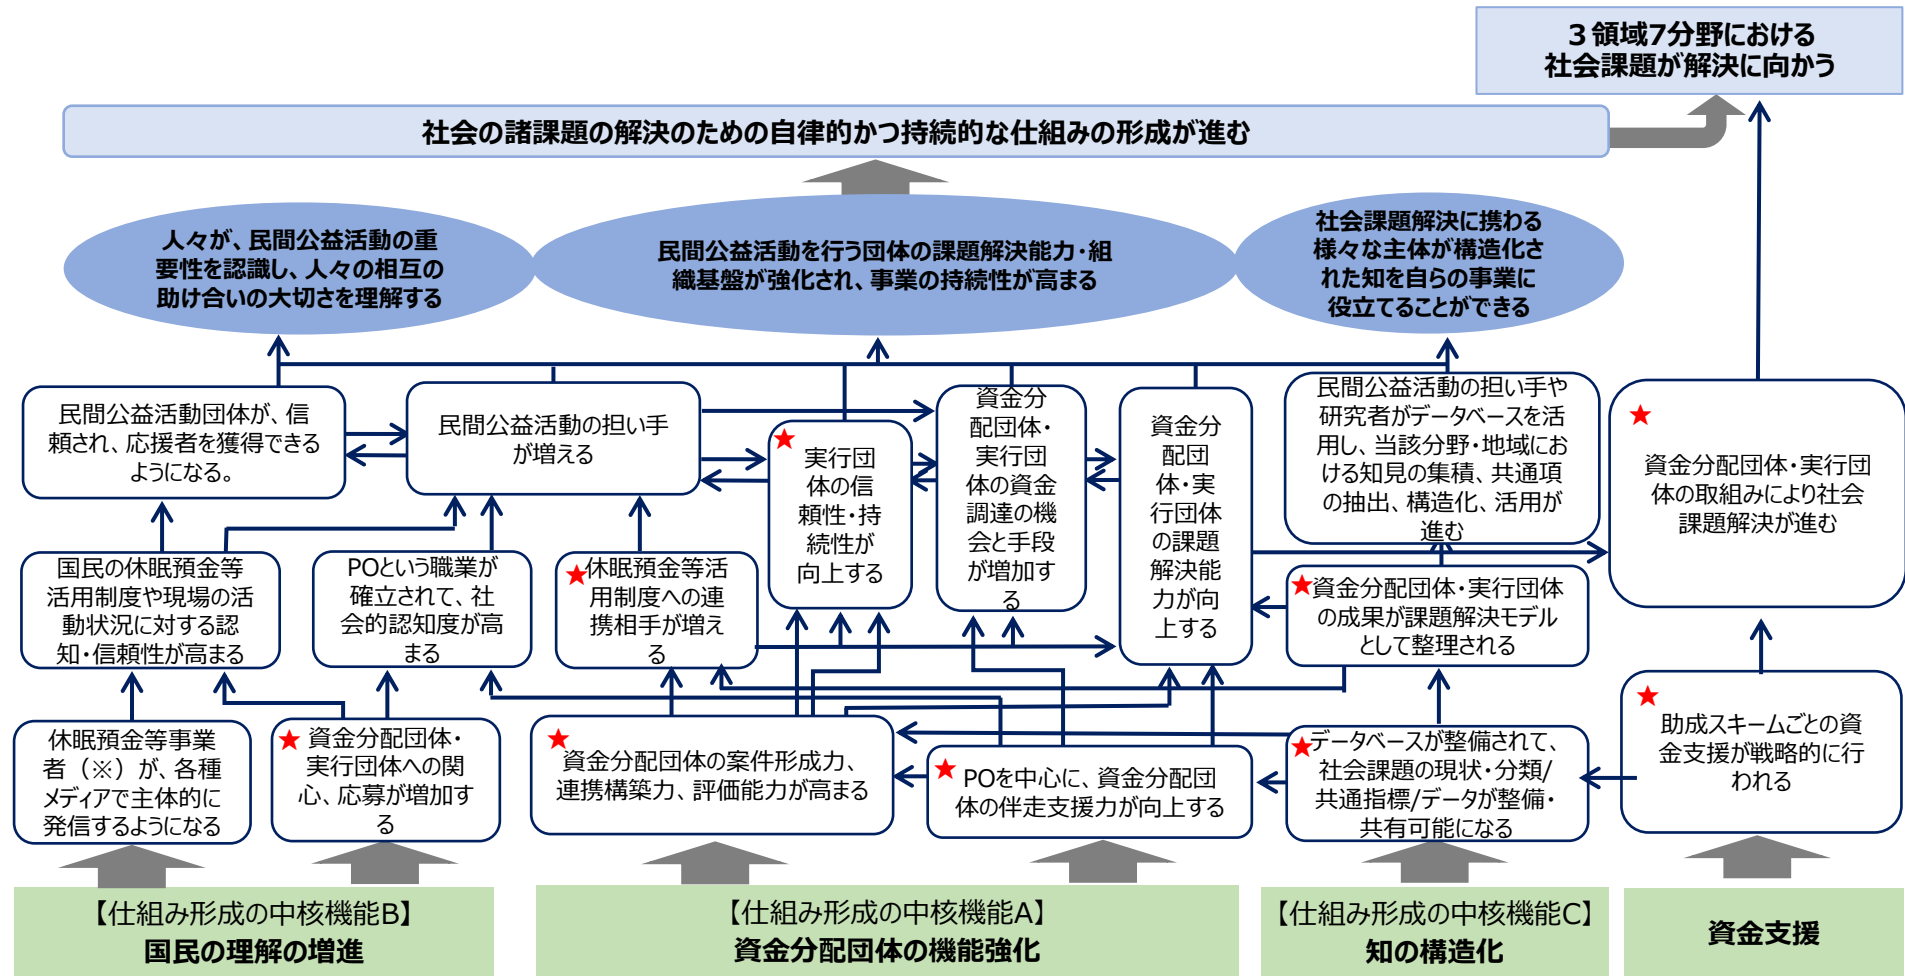 ３領域7分野における
社会課題が解決に向かう
社会の諸課題の解決のための自律的かつ持続的な仕組みの形成が進む
人々が、民間公益活動の重
要性を認識し、人々の相互の
助け合いの大切さを理解する
民間公益活動を行う団体の課題解決能力・組
織基盤が強化され、事業の持続性が高まる
社会課題解決に携わる
様々な主体が構造化さ
れた知を自らの事業に
役立てることができる
民間公益活動団体が、信
頼され、応援者を獲得できる
ようになる。
民間公益活動の担い手
が増える
実行団
体の信
頼性・持
続性が
向上する
資金分
配団体・
実行団
体の資金
調達の機
会と手段
が増加す
る
資金分
配団
体・実
行団体
の課題
解決能
力が向
上する
民間公益活動の担い手や
研究者がデータベースを活
用し、当該分野・地域にお
ける知見の集積、共通項
の抽出、構造化、活用が
進む
資金分配団体・実行団
体の取組みにより社会
課題解決が進む
国民の休眠預金等
活用制度や現場の活
動状況に対する認
知・信頼性が高まる
POという職業が
確立されて、社
会的認知度が高
まる
休眠預金等活
用制度への連
携相手が増え
る
資金分配団体・実行団体
の成果が課題解決モデル
として整理される
休眠預金等事業
者（※）が、各種
メディアで主体的に
発信するようになる
資金分配団体・
実行団体への関
心、応募が増加す
る
資金分配団体の案件形成力、
連携構築力、評価能力が高まる
POを中心に、資金分配団
体の伴走支援力が向上する
データベースが整備されて、
社会課題の現状・分類/
共通指標/データが整備・
共有可能になる
助成スキームごとの資
金支援が戦略的に行
われる
【仕組み形成の中核機能B】
国民の理解の増進
【仕組み形成の中核機能A】
資金分配団体の機能強化
【仕組み形成の中核機能C】
知の構造化
資金支援